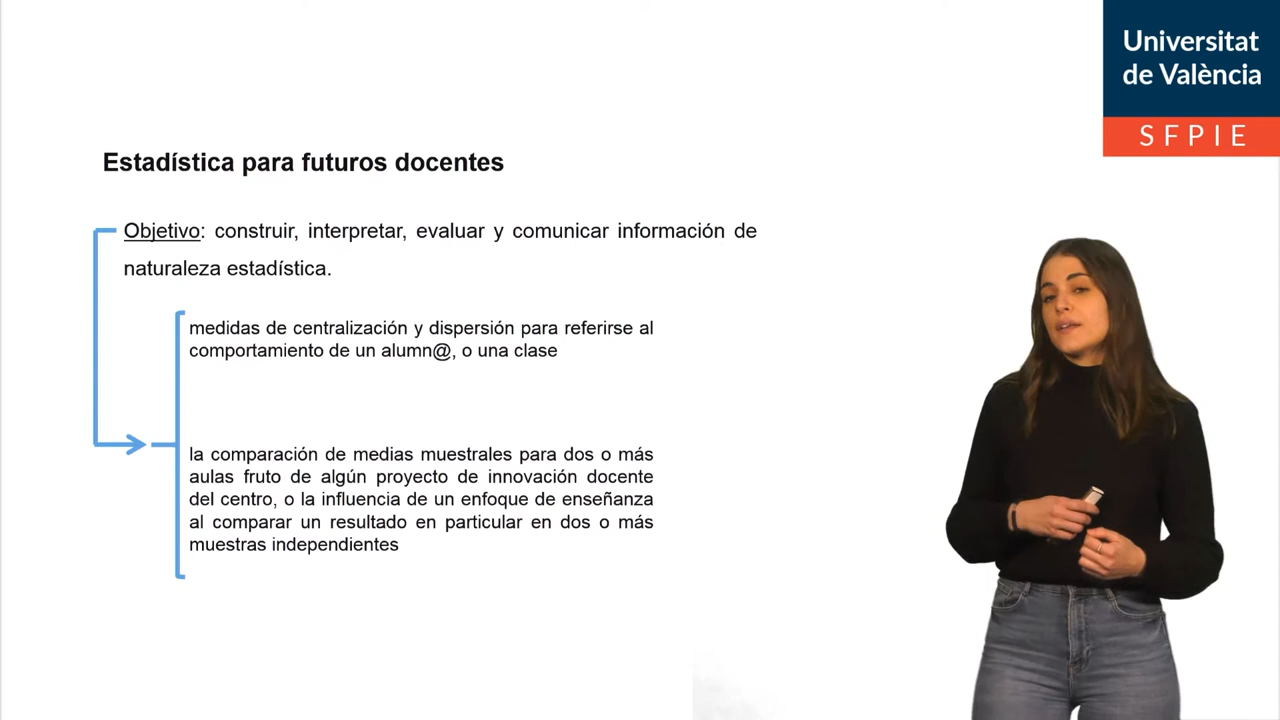 Universitat
de València
SFPIE
Estadística para futuros docentes
Objetivo: construir, interpretar, evaluar y comunicar información de
naturaleza estadística.
medidas de centralización y dispersión para referirse al
comportamiento de un alumn@, o una clase
la comparación de medias muestrales para dos o más
aulas fruto de algún proyecto de innovación docente
del centro, o la influencia de un enfoque de enseñanza
al comparar un resultado en particular en dos o más
muestras independientes